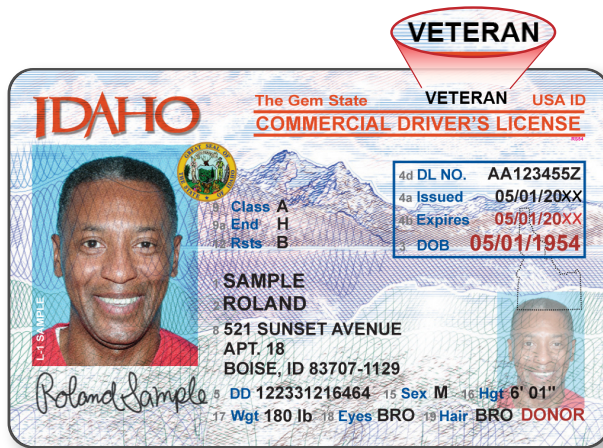 VETERAN
IDAHO
The Gem State VETERAN USA ID
COMMERCIAL DRIVER'S LICENSE
4d DL NO. AA123455Z
4a Issued 05/01/20XX
4b Expires 05/01/20XX
3 DOB 05/01/1954
9 Class A
9a End H
12 Rsts B
1 SAMPLE
2 ROLAND
8 521 SUNSET AVENUE
APT. 18
BOISE, ID 83707-1129
5 DD 122331216464 15 Sex M 16 Hgt 6' 01"
17 Wgt 180 lb 18 Eyes BRO 19 Hair BRO DONOR
L-1 SAMPLE
Roland Sample